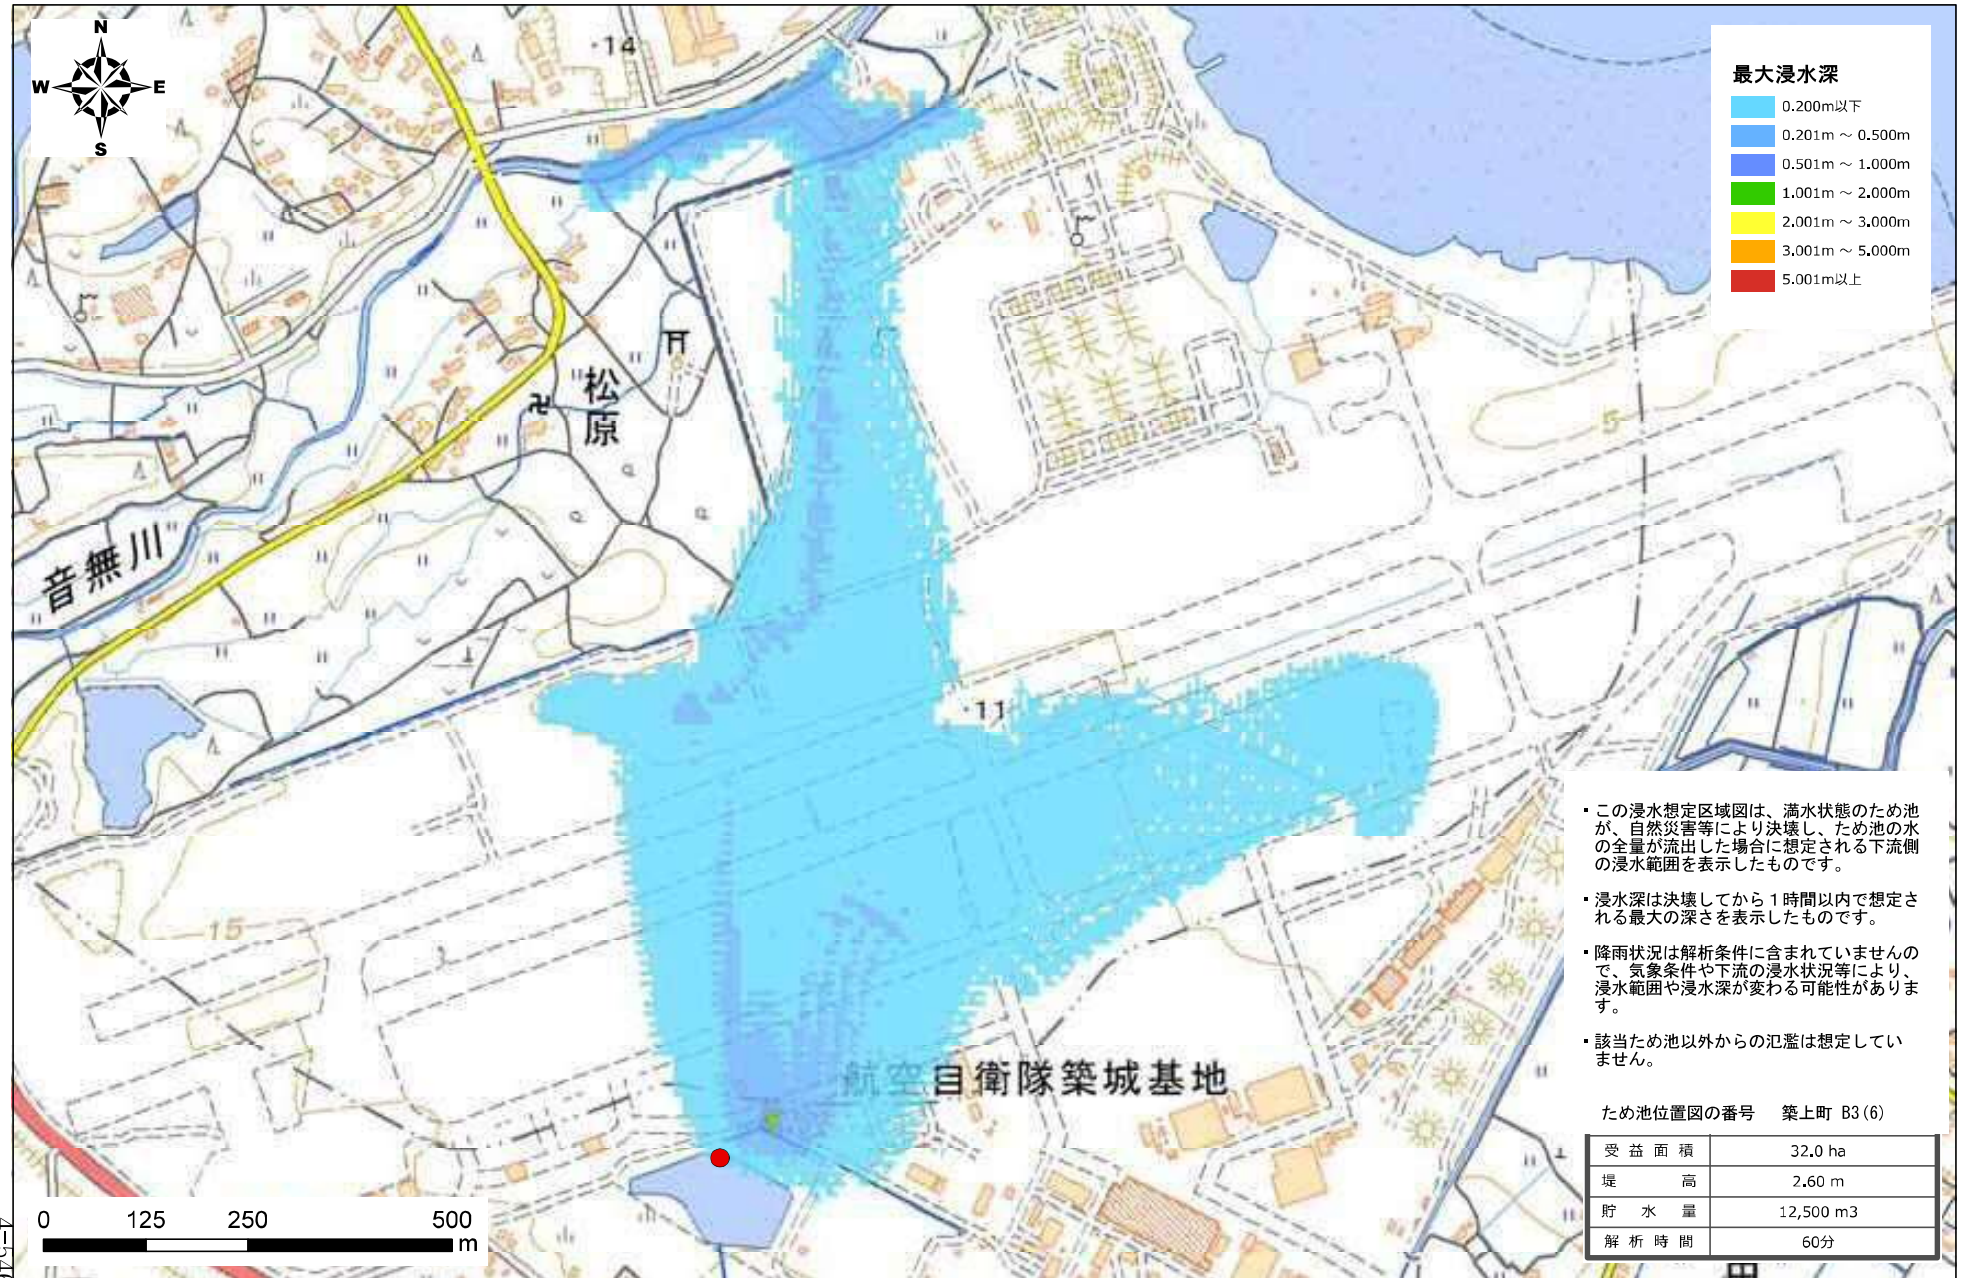 N
W
E
S
・14
最大浸水深
0.200m以下
0.201m ～ 0.500m
0.501m ～ 1.000m
1.001m ～ 2.000m
2.001m ～ 3.000m
3.001m ～ 5.000m
5.001m以上
松原
5
音無川
・11
15
航空自衛隊築城基地
・この浸水想定区域図は、満水状態のため池
が、自然災害等により決壊し、ため池の水
の全量が流出した場合に想定される下流側
の浸水範囲を表示したものです。
・浸水深は決壊してから１時間以内で想定さ
れる最大の深さを表示したものです。
・降雨状況は解析条件に含まれていませんの
で、気象条件や下流の浸水状況等により、
浸水範囲や浸水深が変わる可能性がありま
す。
・該当ため池以外からの氾濫は想定してい
ません。
ため池位置図の番号　築上町 B3(6)
受益面積 32.0 ha
堤高 2.60 m
貯水量 12,500 m3
解析時間 60分
0 125 250 500
m